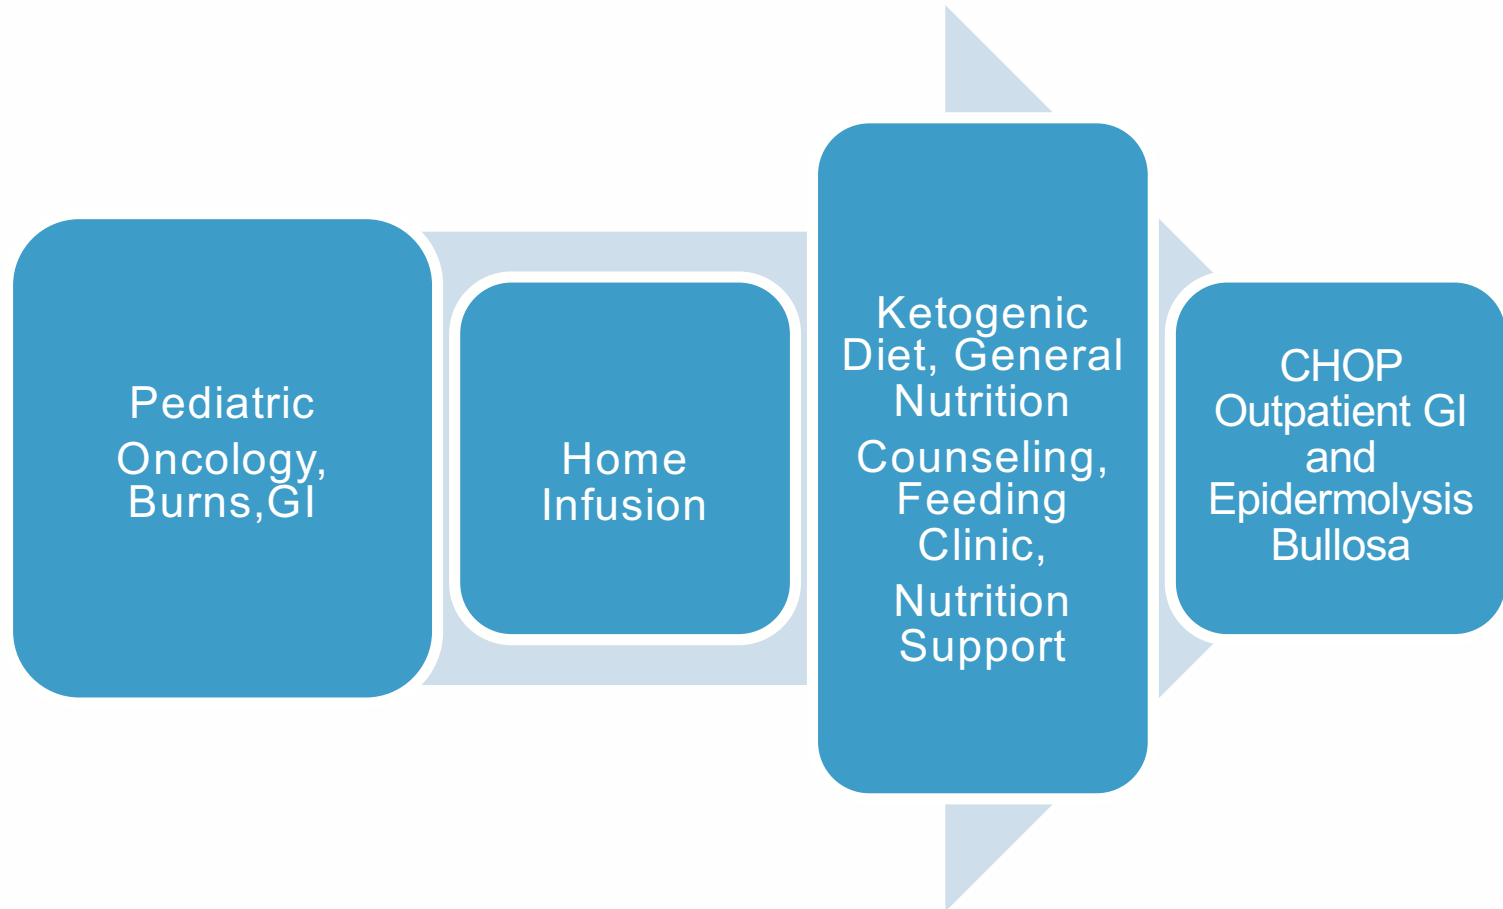 Pediatric
Oncology,
Burns,GI
Home
Infusion
Ketogenic
Diet, General
Nutrition
Counseling,
Feeding
Clinic,
Nutrition
Support
CHOP
Outpatient GI
and
Epidermolysis
Bullosa